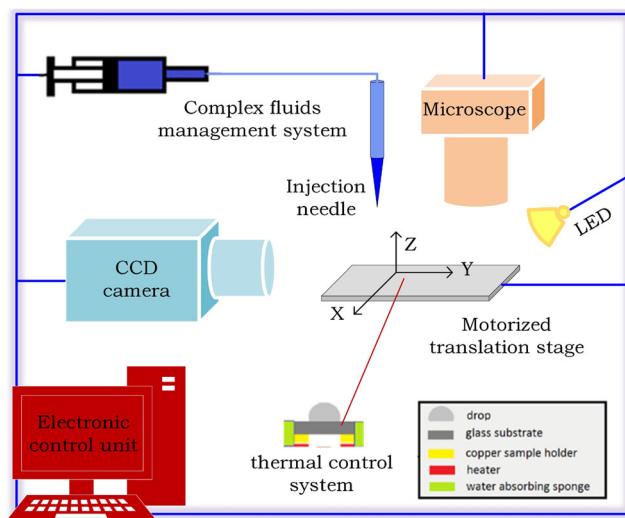 Complex fluids
management system
Microscope
Injection
needle
LED
CCD
camera
Z
Y
X
Motorized
translation stage
Electronic
control unit
thermal control
system
drop
glass substrate
copper sample holder
heater
water absorbing sponge